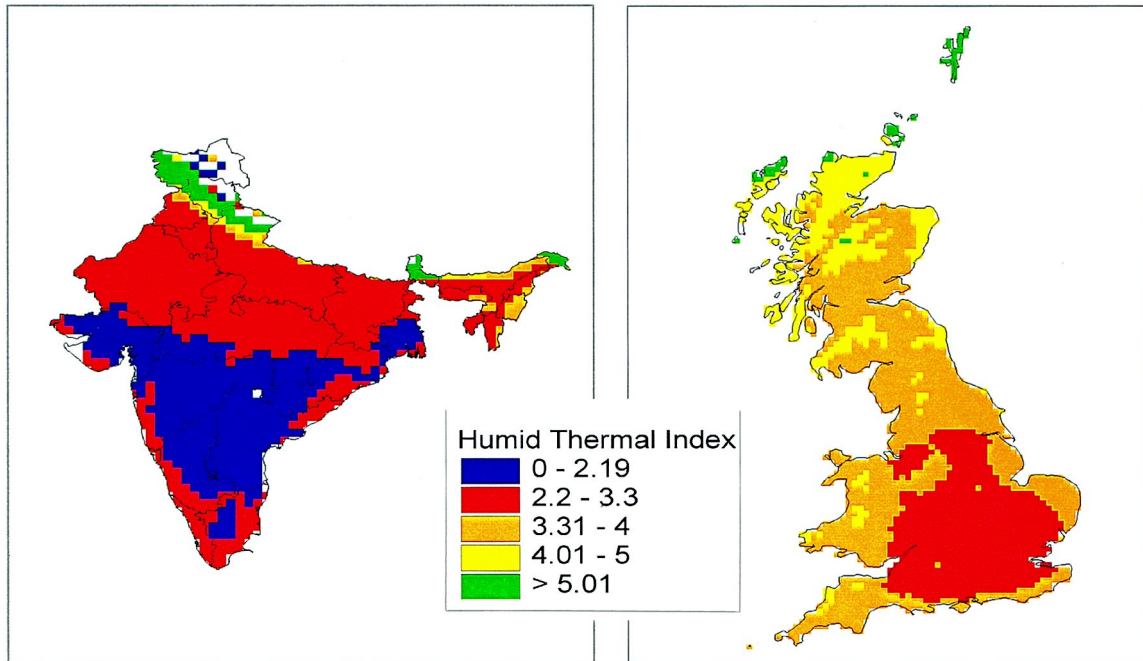 Humid Thermal Index
0 - 2.19
2.2 - 3.3
3.31 - 4
4.01 - 5
> 5.01